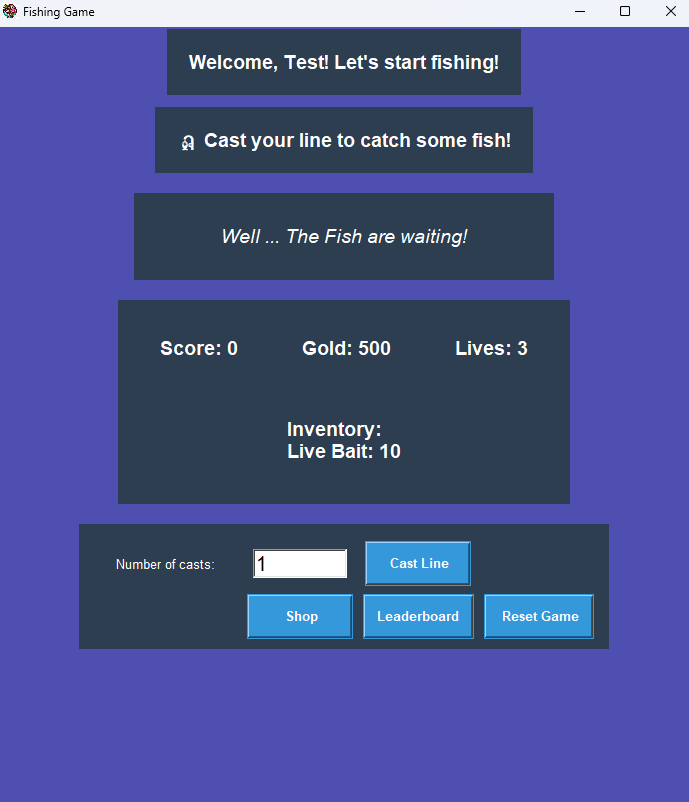 Fishing Game
Welcome, Test! Let's start fishing!
Cast your line to catch some fish!
Well ... The Fish are waiting!
Score: 0 Gold: 500 Lives: 3
Inventory:
Live Bait: 10
Number of casts: 1 Cast Line
Shop Leaderboard Reset Game